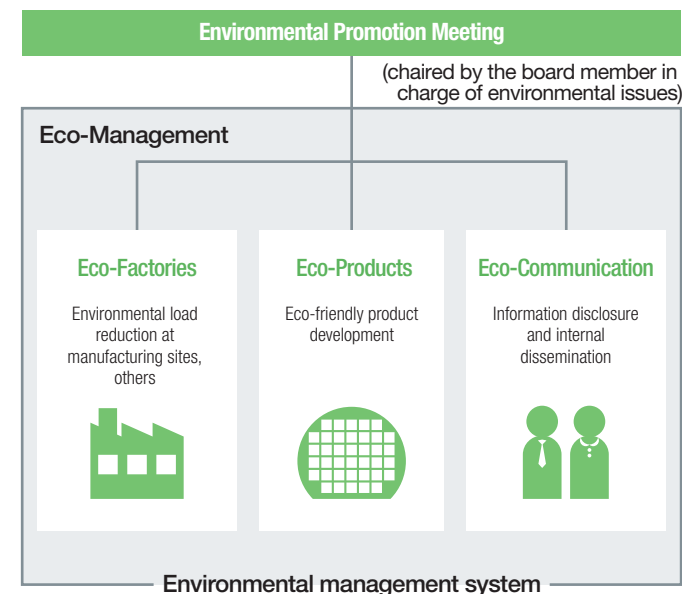 Environmental Promotion Meeting
(chaired by the board member in
charge of environmental issues)
Eco-Management
Eco-Factories
Environmental load
reduction at
manufacturing sites,
others
Eco-Products
Eco-friendly product
development
Eco-Communication
Information disclosure
and internal
dissemination
Environmental management system